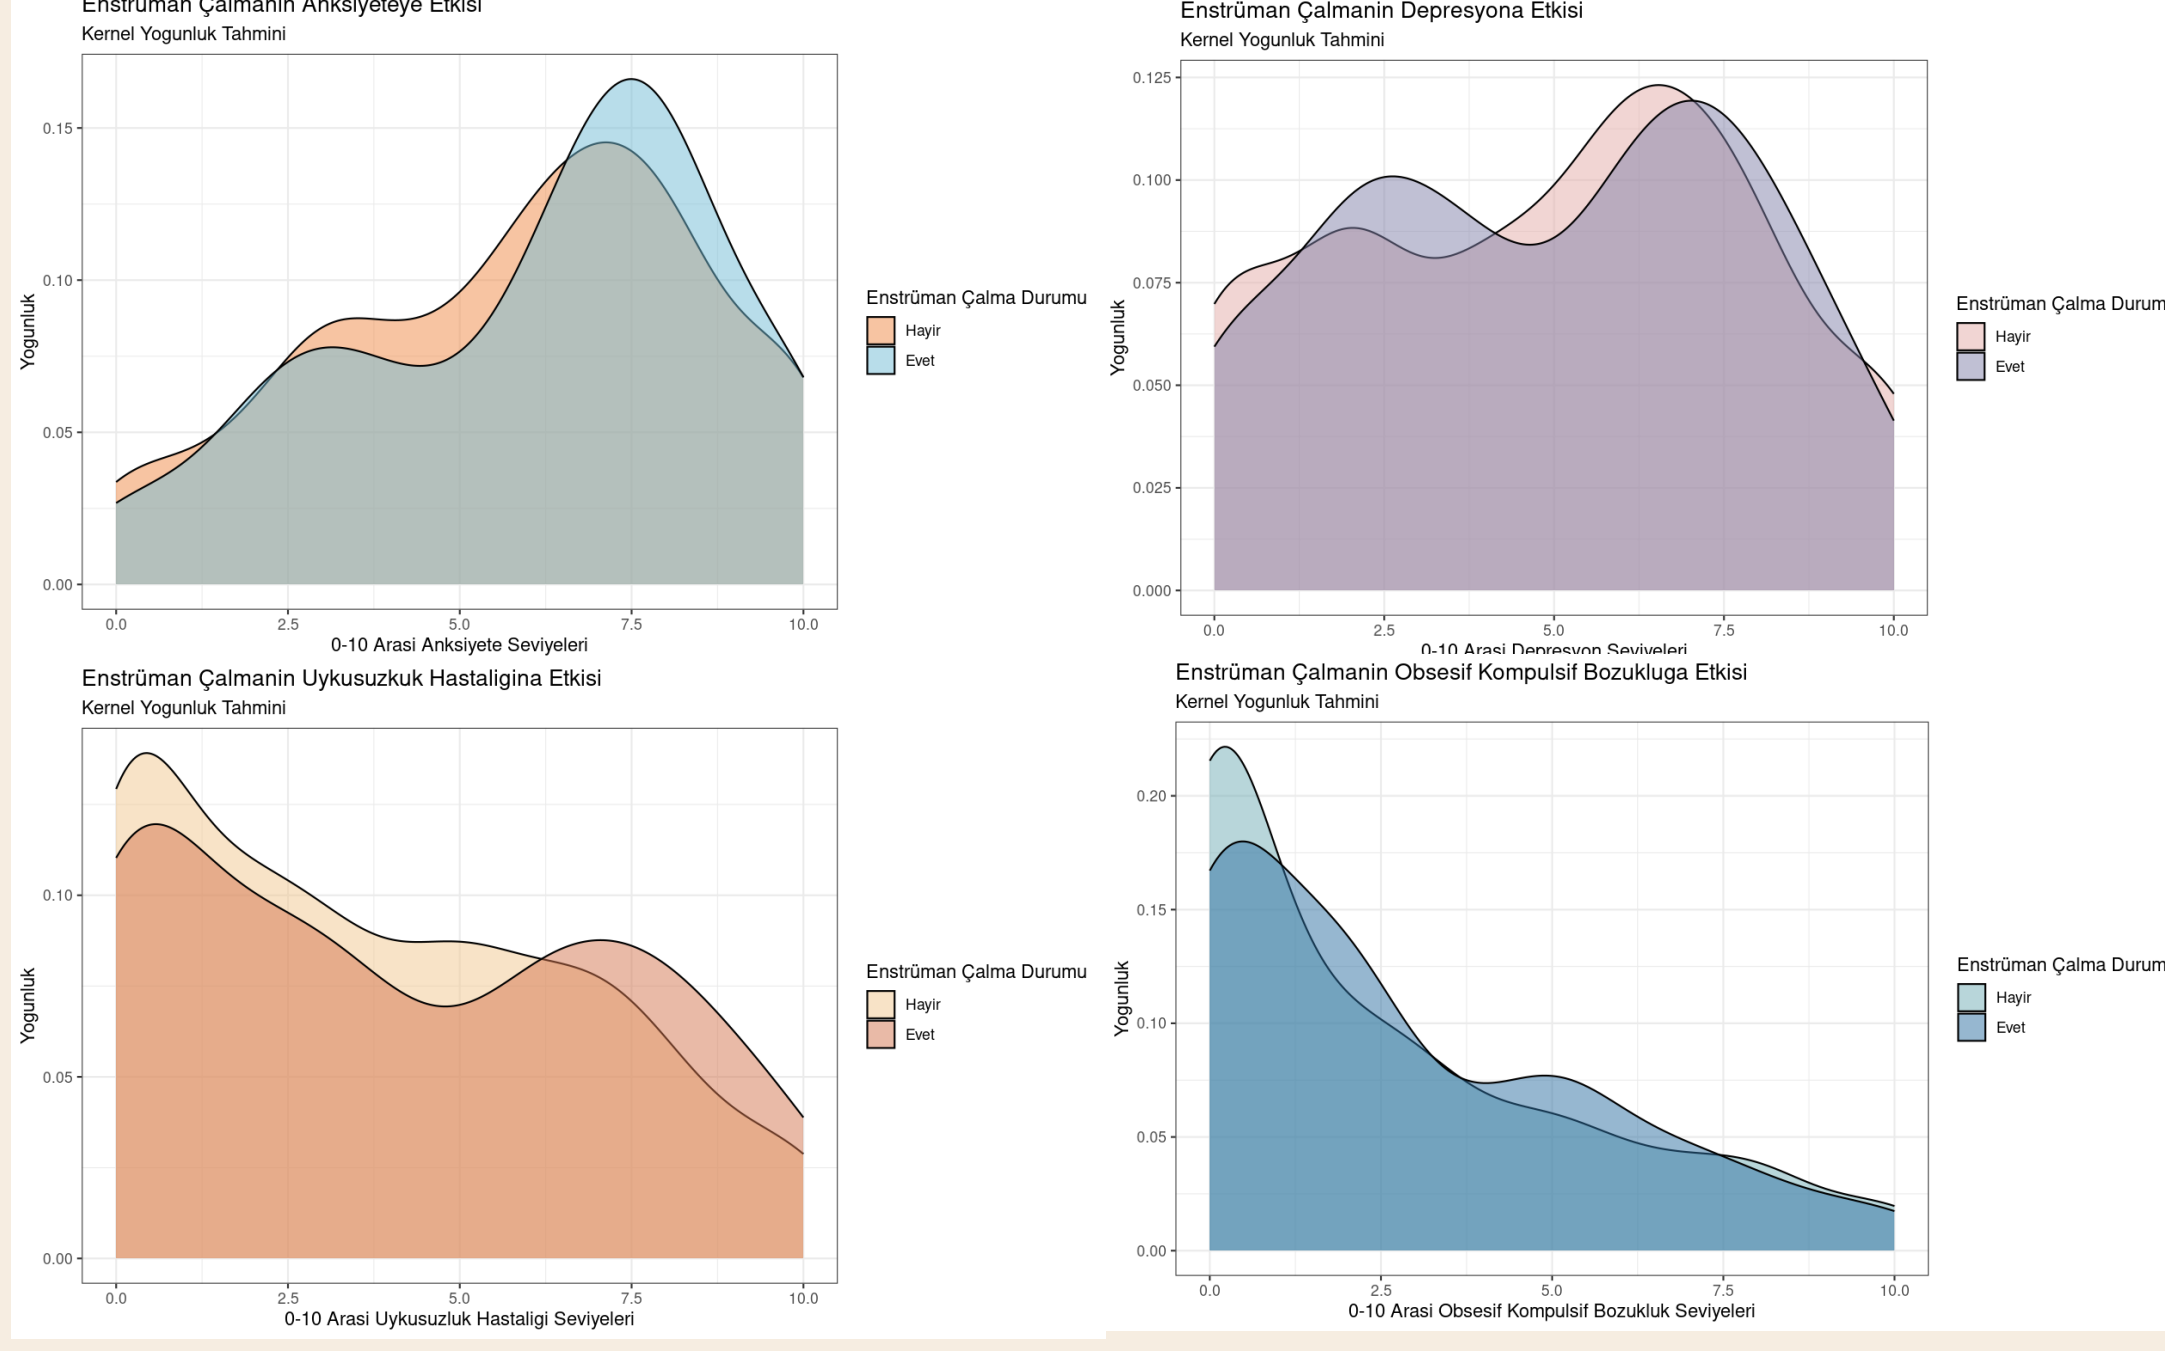 Enstrüman Çalmanin Anksiyeteye Etkisi
Kernel Yogunluk Tahmini
0.15
0.10
0.05
0.00
Yogunluk
0.0 2.5 5.0 7.5 10.0
0-10 Arasi Anksiyete Seviyeleri
Enstrüman Çalma Durumu
Hayir
Evet
Enstrüman Çalmanin Depresyona Etkisi
Kernel Yogunluk Tahmini
0.125
0.100
0.075
0.050
0.025
0.000
Yogunluk
0.0 2.5 5.0 7.5 10.0
0-10 Arasi Depresyon Seviyeleri
Enstrüman Çalma Durum
Hayir
Evet
Enstrüman Çalmanin Uykusuzkuk Hastaligina Etkisi
Kernel Yogunluk Tahmini
0.10
0.05
0.00
Yogunluk
0.0 2.5 5.0 7.5 10.0
0-10 Arasi Uykusuzluk Hastaligi Seviyeleri
Enstrüman Çalma Durumu
Hayir
Evet
Enstrüman Çalmanin Obsesif Kompulsif Bozukluga Etkisi
Kernel Yogunluk Tahmini
0.20
0.15
0.10
0.05
0.00
Yogunluk
0.0 2.5 5.0 7.5 10.0
0-10 Arasi Obsesif Kompulsif Bozukluk Seviyeleri
Enstrüman Çalma Durum
Hayir
Evet